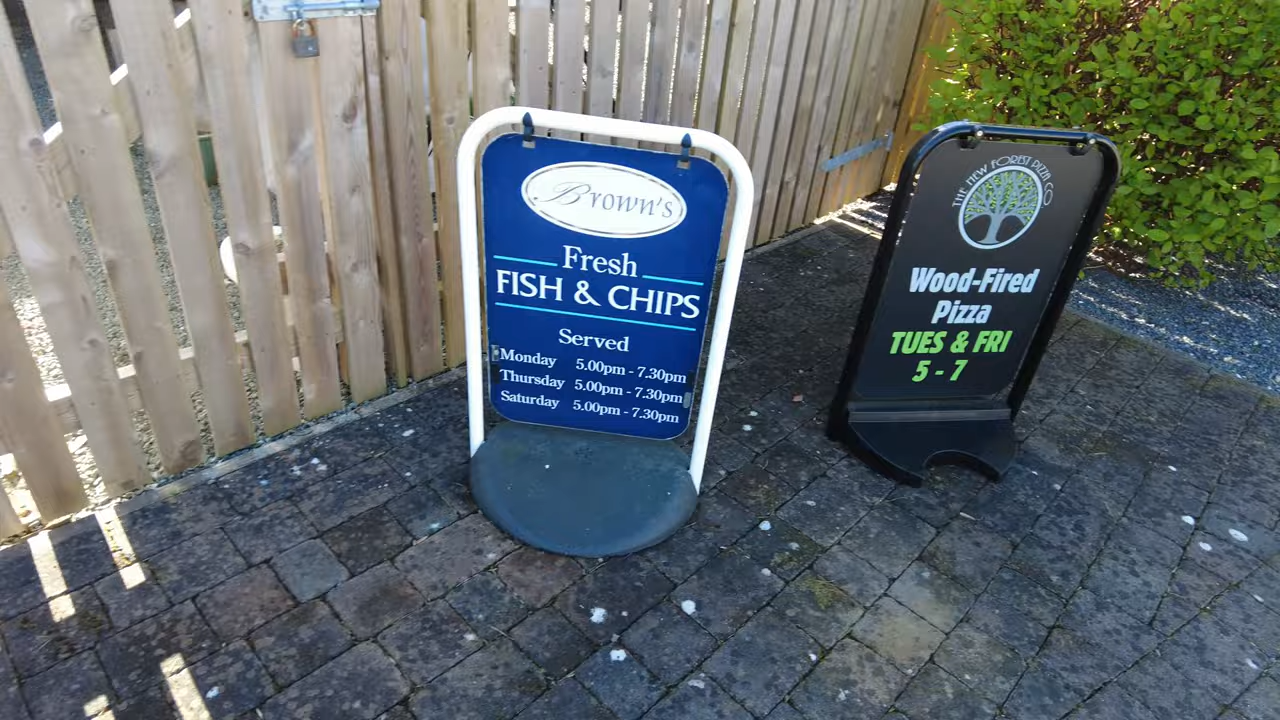 Brown's
Fresh
FISH & CHIPS
Served
Monday 5.00pm - 7.30pm
Thursday 5.00pm - 7.30pm
Saturday 5.00pm - 7.30pm
THE NEW FOREST PIZZA CO
Wood-Fired
Pizza
TUES & FRI
5 - 7